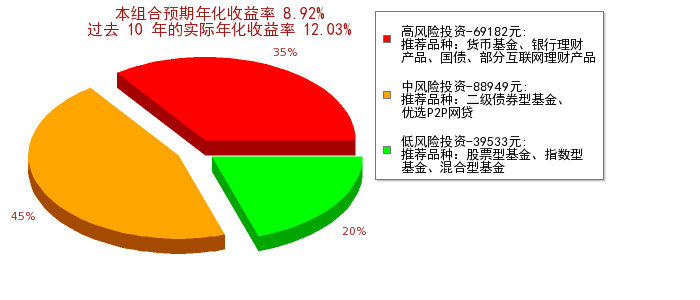 本组合预期年化收益率 8.92%
过去 10 年的实际年化收益率 12.03%
35%
45%
20%
高风险投资-69182元:
推荐品种: 货币基金、银行理财
产品、国债、部分互联网理财产品
中风险投资-88949元:
推荐品种: 二级债券型基金、
优选P2P网贷
低风险投资-39533元:
推荐品种: 股票型基金、指数型
基金、混合型基金